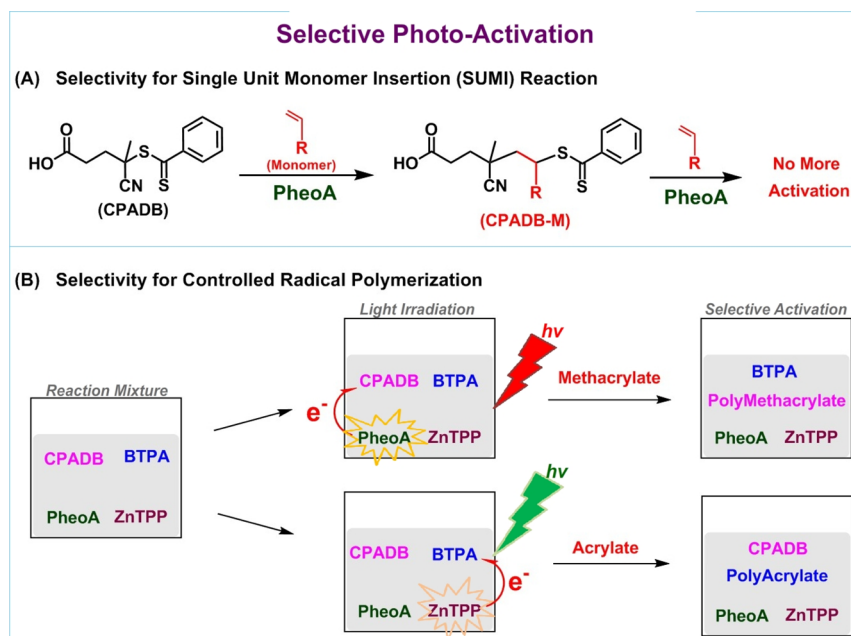 Selective Photo-Activation
(A) Selectivity for Single Unit Monomer Insertion (SUMI) Reaction
O
HO
S
CN
S
(CPADB)
R
(Monomer)
PheoA
O
HO
S
CN
R
S
(CPADB-M)
R
PheoA
No More
Activation
(B) Selectivity for Controlled Radical Polymerization
Reaction Mixture
CPADB BTPA
PheoA ZnTPP
Light Irradiation
hv
CPADB BTPA
e-
PheoA ZnTPP
Methacrylate
Selective Activation
BTPA
PolyMethacrylate
PheoA ZnTPP
hv
CPADB BTPA
e-
PheoA ZnTPP
Acrylate
CPADB
PolyAcrylate
PheoA ZnTPP